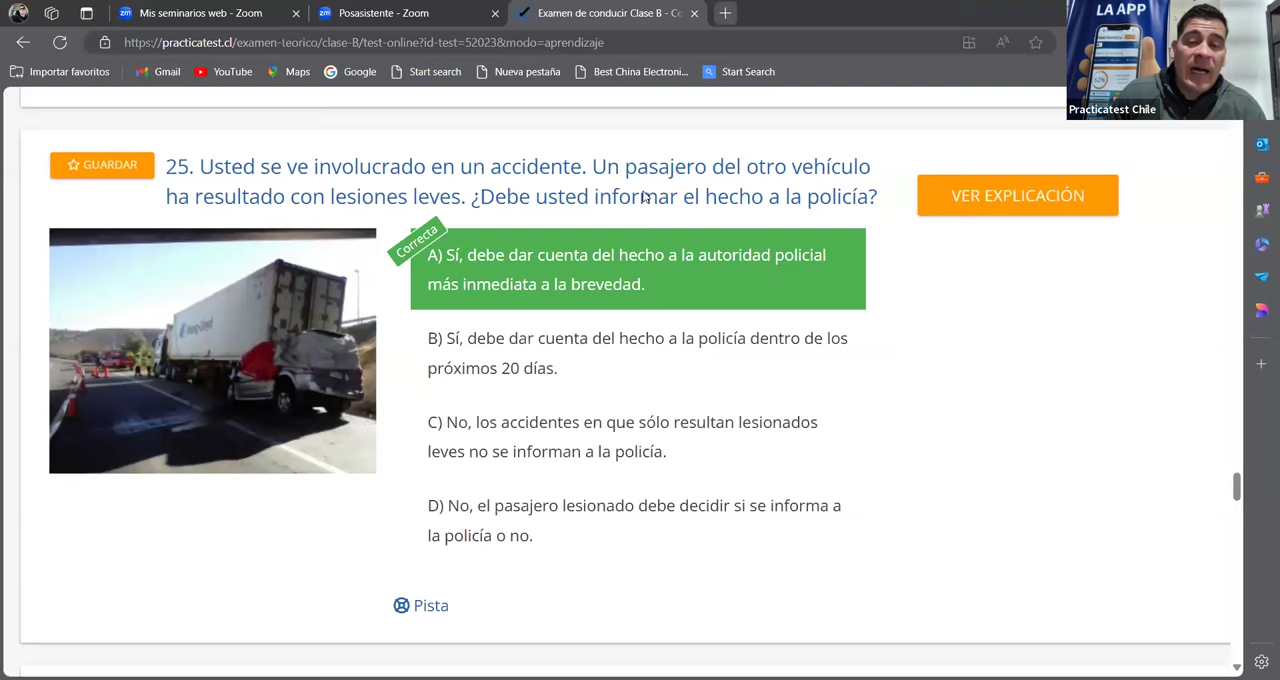 Mis seminarios web - Zoom
Posasistente - Zoom
Examen de conducir Clase B - Co
https://practicatest.cl/examen-teorico/clase-B/test-online?id-test=52023&modo=aprendizaje
Importar favoritos
Gmail
YouTube
Maps
Google
Start search
Nueva pestaña
Best China Electroni...
Start Search
LA APP
Practicatest Chile
GUARDAR
25. Usted se ve involucrado en un accidente. Un pasajero del otro vehículo
ha resultado con lesiones leves. ¿Debe usted informar el hecho a la policía?
VER EXPLICACIÓN
Correcta
A) Sí, debe dar cuenta del hecho a la autoridad policial
más inmediata a la brevedad.
B) Sí, debe dar cuenta del hecho a la policía dentro de los
próximos 20 días.
C) No, los accidentes en que sólo resultan lesionados
leves no se informan a la policía.
D) No, el pasajero lesionado debe decidir si se informa a
la policía o no.
Pista